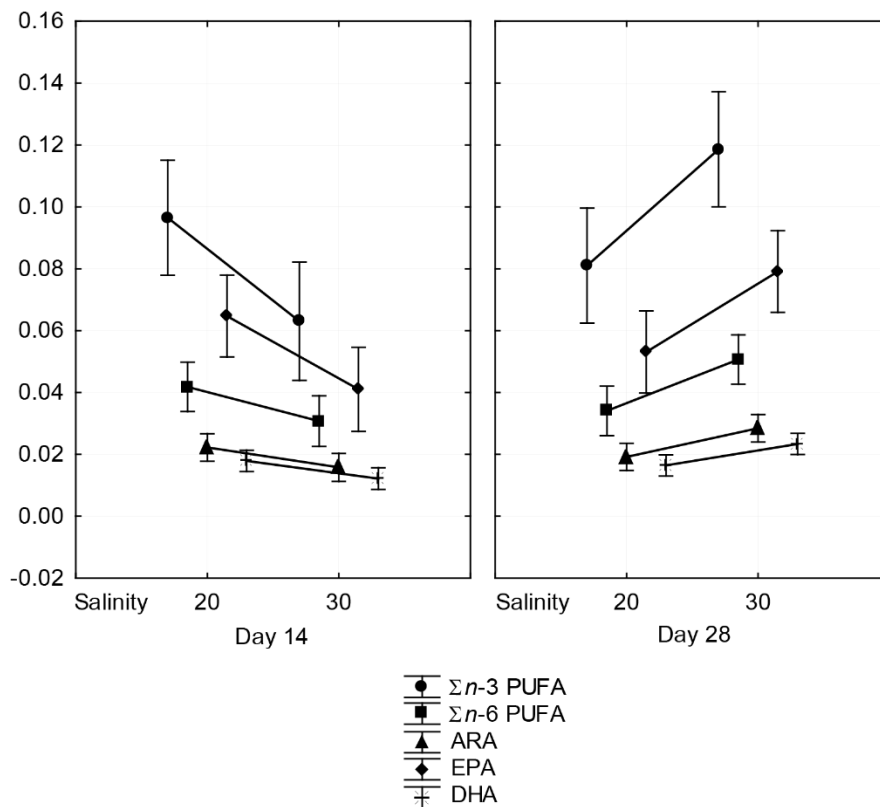 0.16
0.14
0.12
0.10
0.08
0.06
0.04
0.02
0.00
-0.02
Salinity 20 30 Salinity 20 30
Day 14 Day 28
Σn-3 PUFA
Σn-6 PUFA
ARA
EPA
DHA